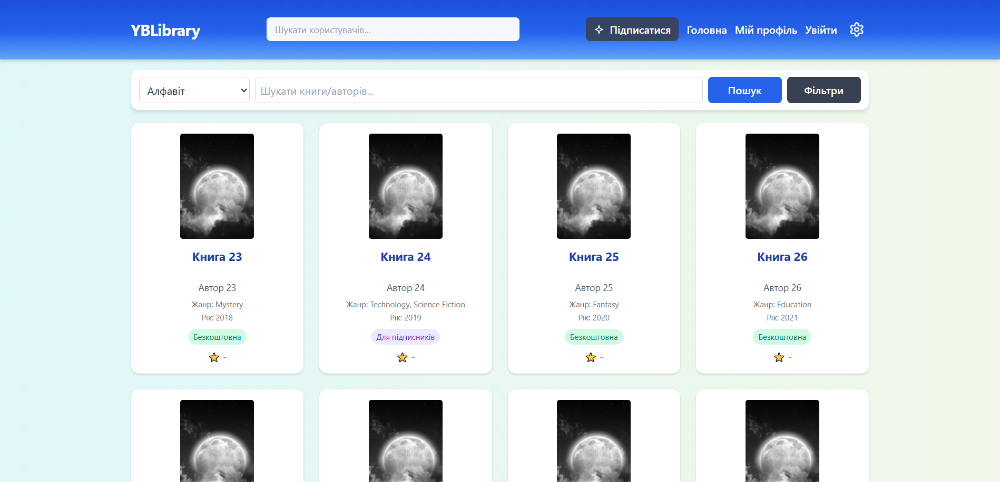 YBLibrary
Шукати користувачів...
Підписатися
Головна
Мій профіль
Увійти
Алфавіт
Шукати книги/авторів...
Пошук
Фільтри
Книга 23
Автор 23
Жанр: Mystery
Рік: 2018
Безкоштовна
-
Книга 24
Автор 24
Жанр: Technology, Science Fiction
Рік: 2019
Для підписників
-
Книга 25
Автор 25
Жанр: Fantasy
Рік: 2020
Безкоштовна
-
Книга 26
Автор 26
Жанр: Education
Рік: 2021
Безкоштовна
-